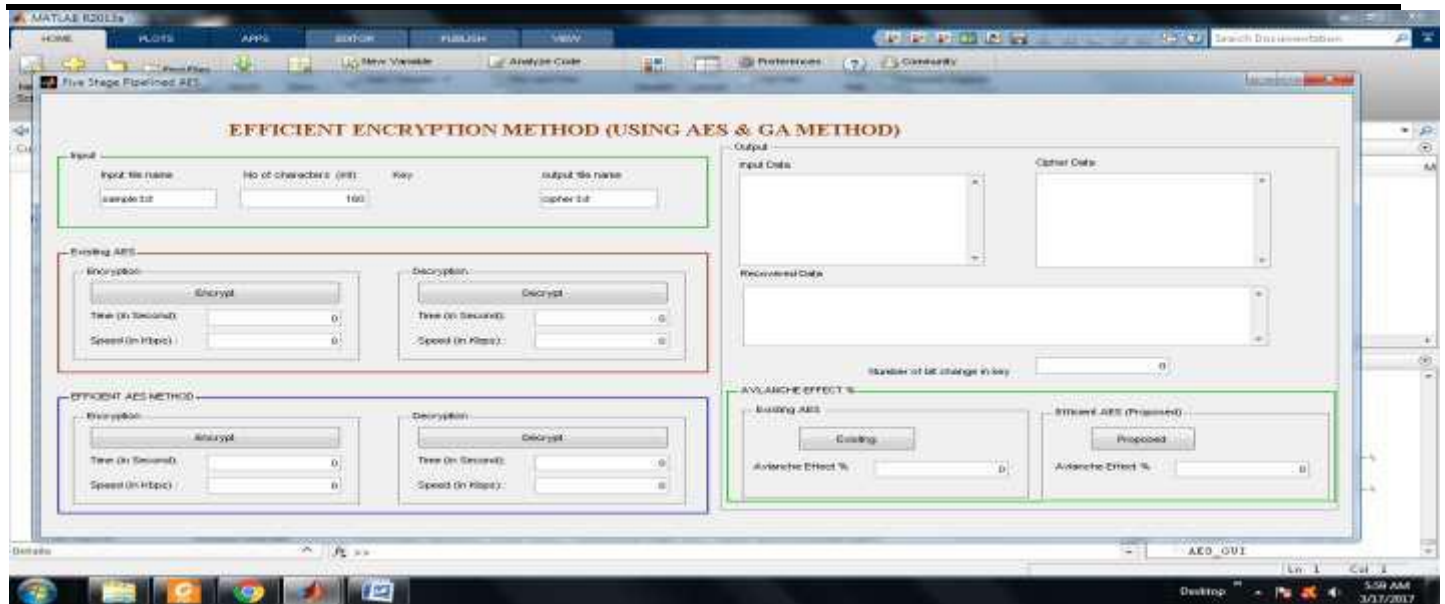 MATLAB R2013a
HOME PLOTS APPS EDITOR PUBLISH VIEW
Search Documentation
New Variable Analyze Code Preferences Community
Five Stage Pipelined AES
EFFICIENT ENCRYPTION METHOD (USING AES & GA METHOD)
Input
Input file name No of characters (int) Key output file name
sample.txt 160 cipher.txt
Existing AES
Encryption Decryption
Encrypt Decrypt
Time (in Second): 0 Time (in Second): 0
Speed (in Kbps) : 0 Speed (in Kbps) : 0
EFFICIENT AES METHOD
Encryption Decryption
Encrypt Decrypt
Time (in Second): 0 Time (in Second): 0
Speed (in Kbps) : 0 Speed (in Kbps) : 0
Output
Input Data Cipher Data
Recovered Data
Number of bit change in key 0
AVLANCHE EFFECT %
Existing AES Efficient AES (Proposed)
Existing Proposed
Avlanche Effect % 0 Avlanche Effect % 0
Details
fx >>
AES_GUI
Ln 1 Col 1
Desktop
5:59 AM
3/17/2017